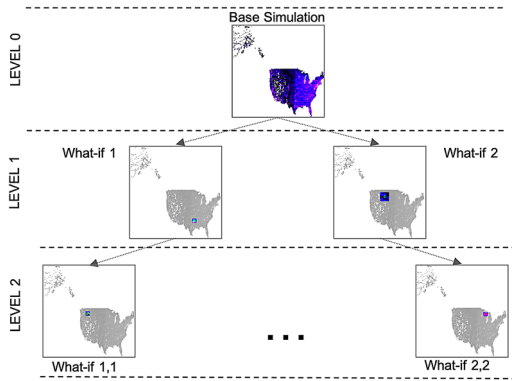 Base Simulation
LEVEL 0
What-if 1
What-if 2
LEVEL 1
LEVEL 2
...
What-if 1,1
What-if 2,2